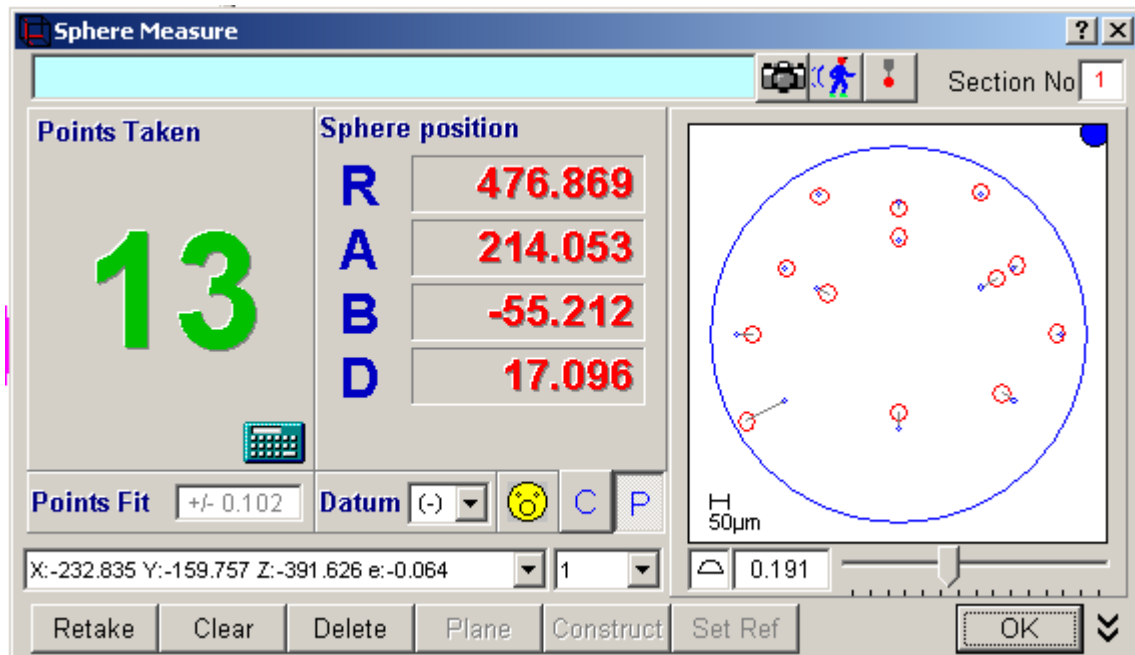 Sphere Measure
Section No 1
Points Taken
13
Sphere position
R 476.869
A 214.053
B -55.212
D 17.096
50µm
Points Fit +/- 0.102 Datum (-) C P
X:-232.835 Y:-159.757 Z:-391.626 e:-0.064 1 0.191
Retake Clear Delete Plane Construct Set Ref OK